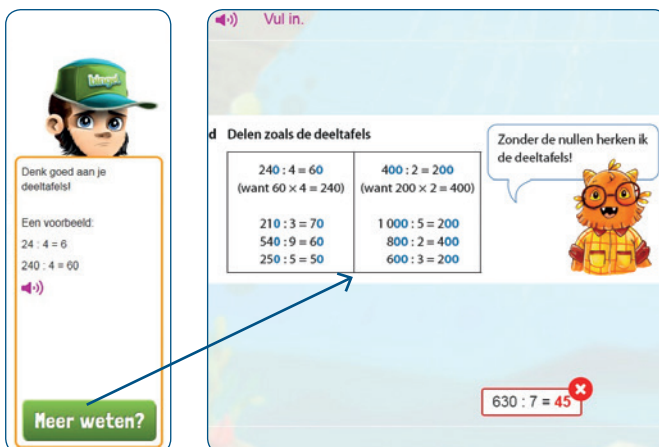 bingel
Denk goed aan je
deeltafels!
Een voorbeeld:
24 : 4 = 6
240 : 4 = 60
Meer weten?
Vul in.
d Delen zoals de deeltafels
240 : 4 = 60
(want 60 × 4 = 240)
210 : 3 = 70
540 : 9 = 60
250 : 5 = 50
400 : 2 = 200
(want 200 × 2 = 400)
1 000 : 5 = 200
800 : 2 = 400
600 : 3 = 200
Zonder de nullen herken ik
de deeltafels!
630 : 7 = 45